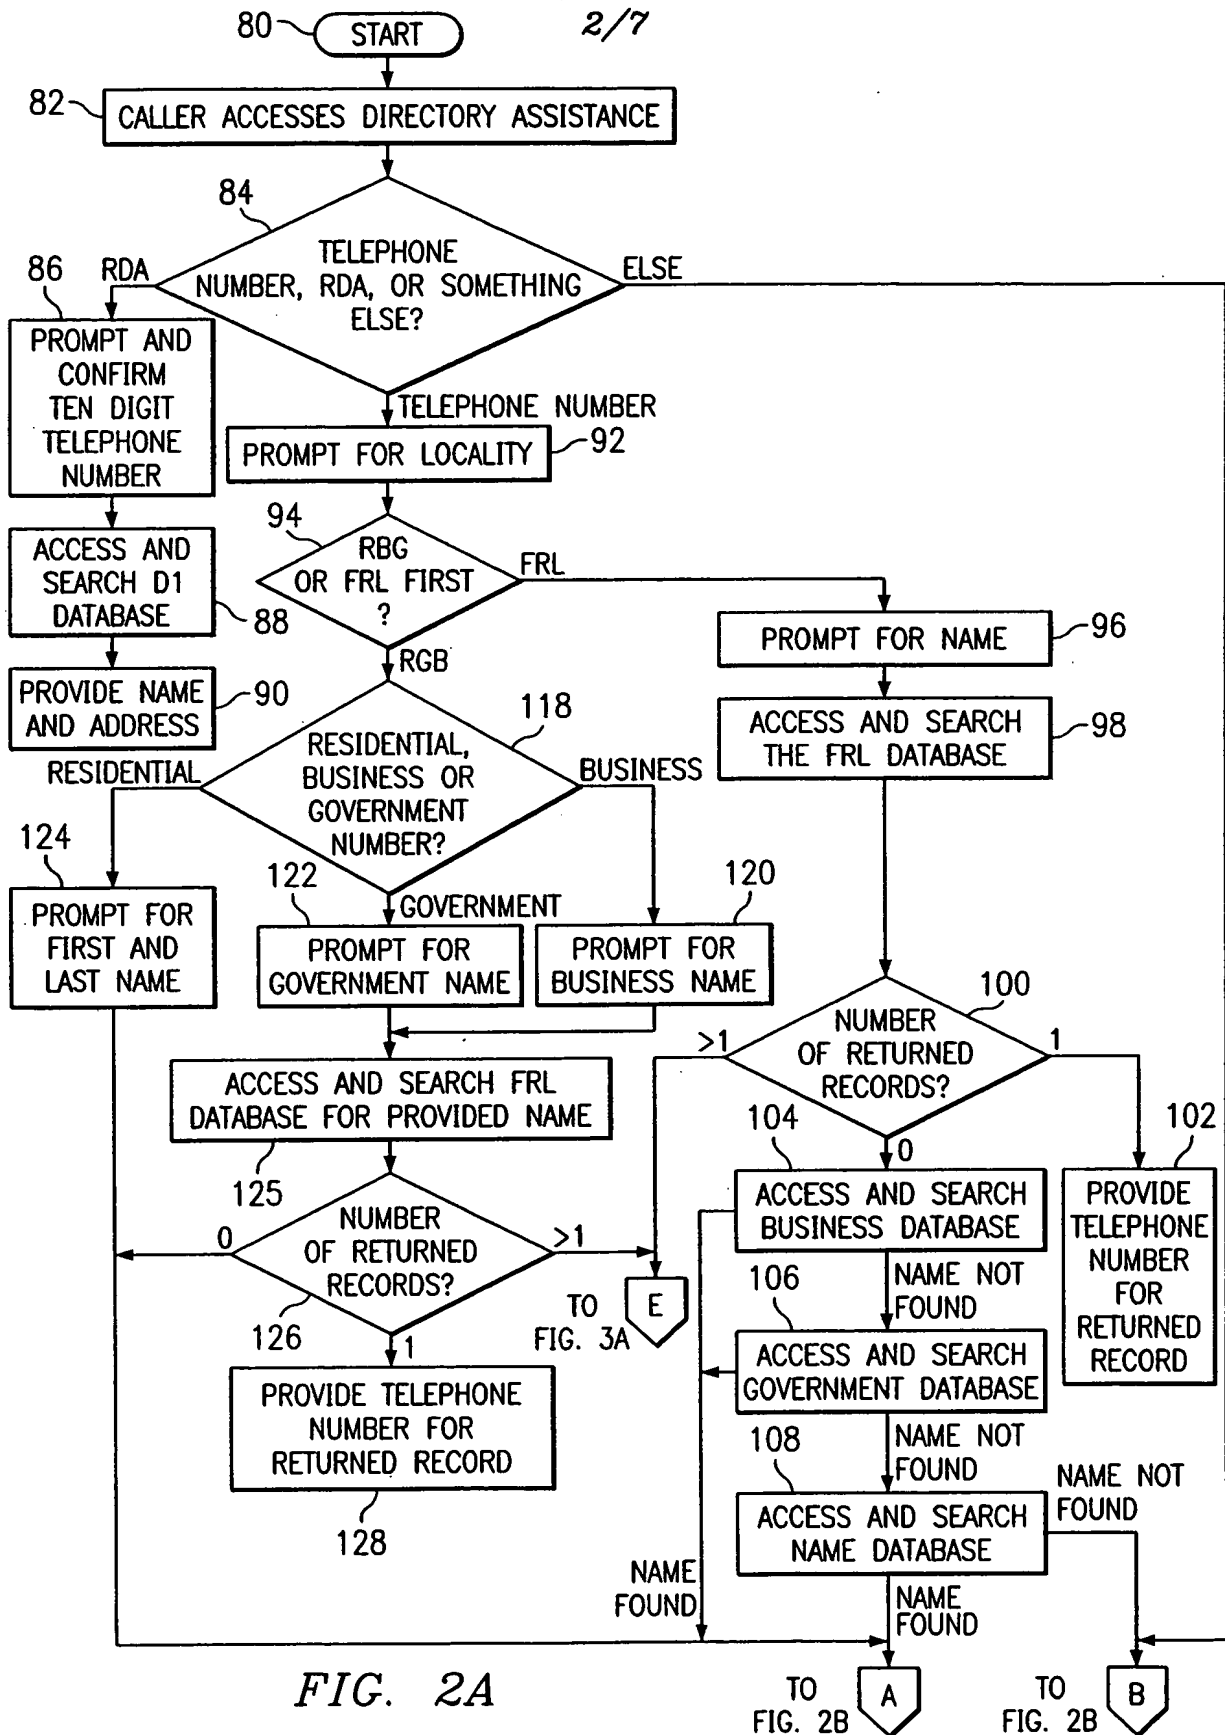 80
START
2/7
82
CALLER ACCESSES DIRECTORY ASSISTANCE
84
TELEPHONE
NUMBER, RDA, OR SOMETHING
ELSE?
RDA
ELSE
86
PROMPT AND
CONFIRM
TEN DIGIT
TELEPHONE
NUMBER
TELEPHONE NUMBER
PROMPT FOR LOCALITY
92
94
RBG
OR FRL FIRST
?
FRL
RGB
ACCESS AND
SEARCH D1
DATABASE
88
PROVIDE NAME
AND ADDRESS
90
PROMPT FOR NAME
96
ACCESS AND SEARCH
THE FRL DATABASE
98
118
RESIDENTIAL,
BUSINESS OR
GOVERNMENT
NUMBER?
RESIDENTIAL
BUSINESS
GOVERNMENT
124
PROMPT FOR
FIRST AND
LAST NAME
122
PROMPT FOR
GOVERNMENT NAME
120
PROMPT FOR
BUSINESS NAME
100
NUMBER
OF RETURNED
RECORDS?
>1
1
0
ACCESS AND SEARCH FRL
DATABASE FOR PROVIDED NAME
125
102
PROVIDE
TELEPHONE
NUMBER
FOR
RETURNED
RECORD
104
ACCESS AND SEARCH
BUSINESS DATABASE
NUMBER
OF RETURNED
RECORDS?
0
>1
1
126
TO
FIG. 3A
E
NAME NOT
FOUND
106
ACCESS AND SEARCH
GOVERNMENT DATABASE
PROVIDE TELEPHONE
NUMBER FOR
RETURNED RECORD
128
NAME NOT
FOUND
108
ACCESS AND SEARCH
NAME DATABASE
NAME NOT
FOUND
NAME
FOUND
NAME
FOUND
FIG. 2A
TO
FIG. 2B
A
TO
FIG. 2B
B